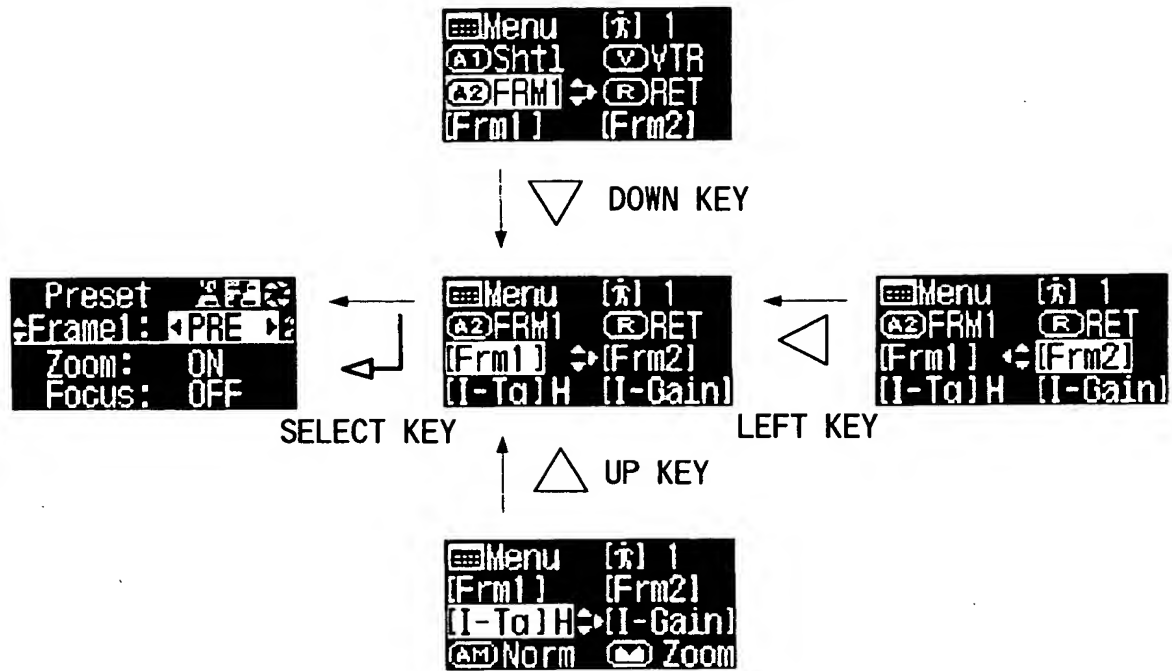 Menu [ ] 1
A1 Shtl V VTR
A2 FRM1 R RET
[Frm1] [Frm2]
DOWN KEY
Preset
Frame1: PRE 2
Zoom: ON
Focus: OFF
SELECT KEY
Menu [ ] 1
A2 FRM1 R RET
[Frm1] [Frm2]
[I-Ta]H [I-Gain]
LEFT KEY
Menu [ ] 1
A2 FRM1 R RET
[Frm1] [Frm2]
[I-Ta]H [I-Gain]
UP KEY
Menu [ ] 1
[Frm1] [Frm2]
[I-Ta]H [I-Gain]
AM Norm Zoom